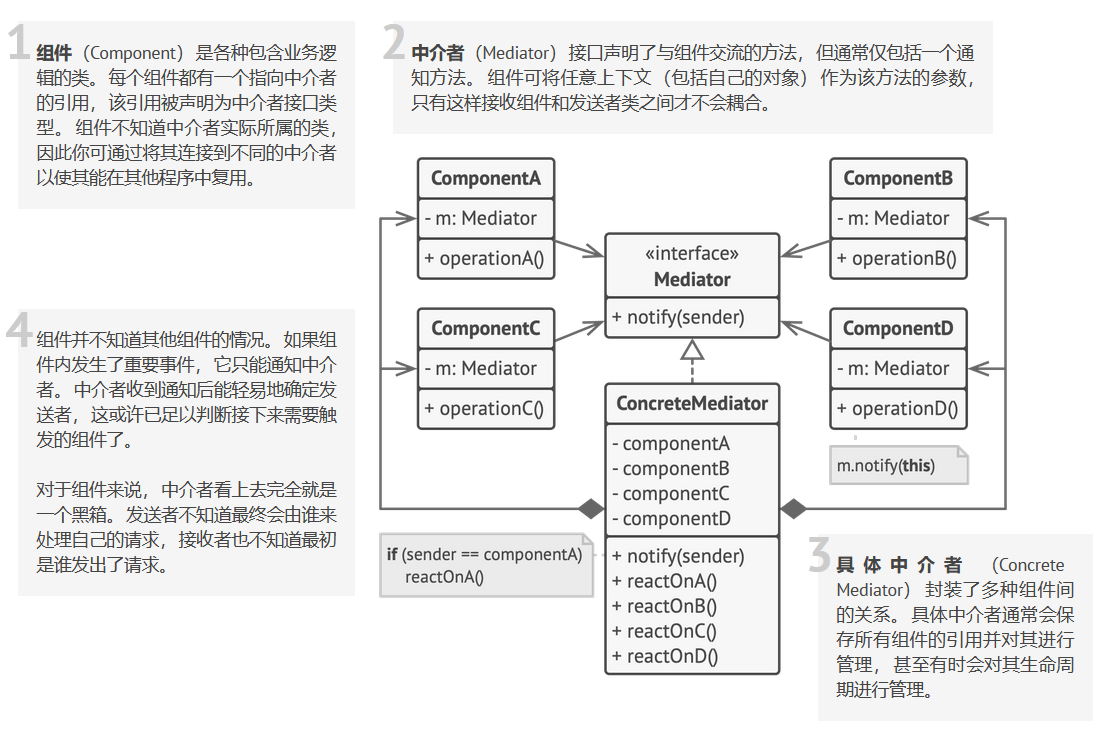 1
组件（Component）是各种包含业务逻
辑的类。 每个组件都有一个指向中介者
的引用，该引用被声明为中介者接口类
型。 组件不知道中介者实际所属的类，
因此你可通过将其连接到不同的中介者
以使其能在其他程序中复用。
2
中介者（Mediator）接口声明了与组件交流的方法，但通常仅包括一个通
知方法。 组件可将任意上下文（包括自己的对象）作为该方法的参数，
只有这样接收组件和发送者类之间才不会耦合。
ComponentA
- m: Mediator
+ operationA()
ComponentB
- m: Mediator
+ operationB()
«interface»
Mediator
+ notify(sender)
ComponentC
- m: Mediator
+ operationC()
ComponentD
- m: Mediator
+ operationD()
m.notify(this)
4
组件并不知道其他组件的情况。 如果组
件内发生了重要事件，它只能通知中介
者。 中介者收到通知后能轻易地确定发
送者，这或许已足以判断接下来需要触
发的组件了。
对于组件来说，中介者看上去完全就是
一个黑箱。 发送者不知道最终会由谁来
处理自己的请求，接收者也不知道最初
是谁发出了请求。
ConcreteMediator
- componentA
- componentB
- componentC
- componentD
+ notify(sender)
+ reactOnA()
+ reactOnB()
+ reactOnC()
+ reactOnD()
if (sender == componentA)
reactOnA()
3
具体中介者（Concrete
Mediator）封装了多种组件间
的关系。 具体中介者通常会保
存所有组件的引用并对其进行
管理，甚至有时会对其生命周
期进行管理。